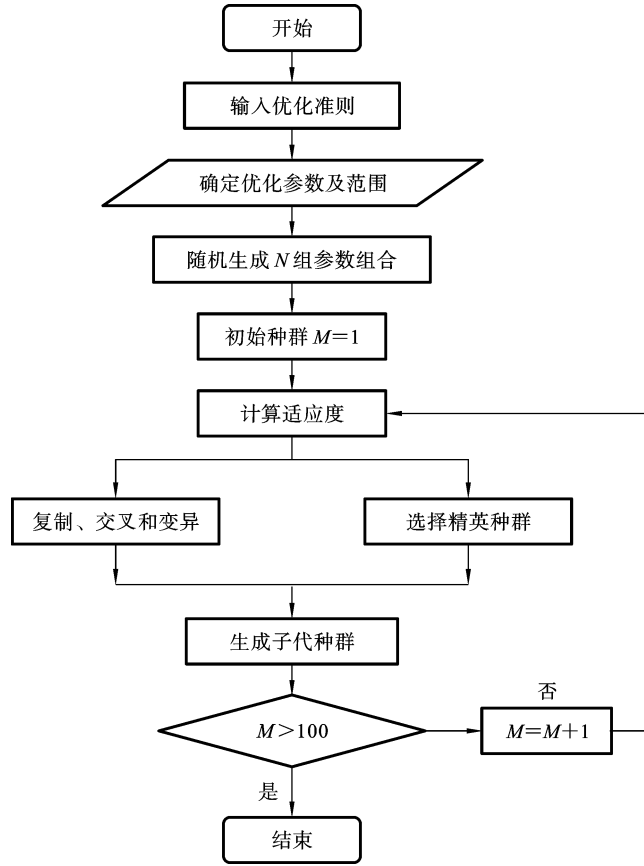 开始
输入优化准则
确定优化参数及范围
随机生成N组参数组合
初始种群M=1
计算适应度
复制、交叉和变异
选择精英种群
生成子代种群
M>100
否
M=M+1
是
结束